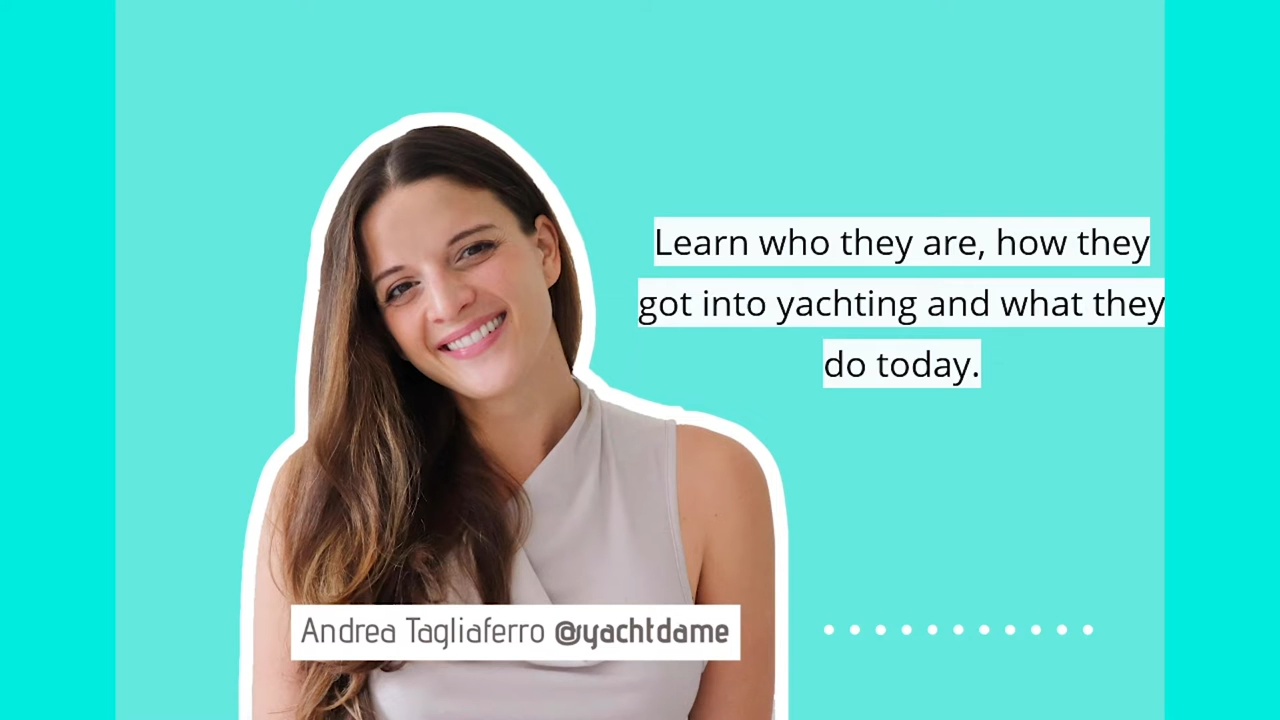 Learn who they are, how they
got into yachting and what they
do today.
Andrea Tagliaferro @yachtdame